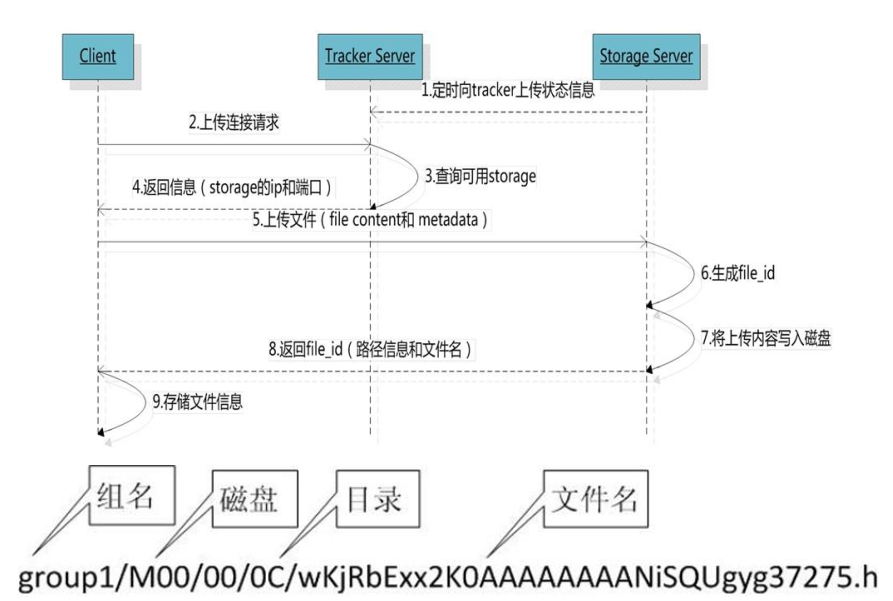 Client
Tracker Server
Storage Server
1.定时向tracker上传状态信息
2.上传连接请求
3.查询可用storage
4.返回信息（storage的ip和端口）
5.上传文件（file content和 metadata）
6.生成file_id
7.将上传内容写入磁盘
8.返回file_id（路径信息和文件名）
9.存储文件信息
组名
磁盘
目录
文件名
group1/M00/00/0C/wKjRbExx2K0AAAAAAAANiSQUgyg37275.h